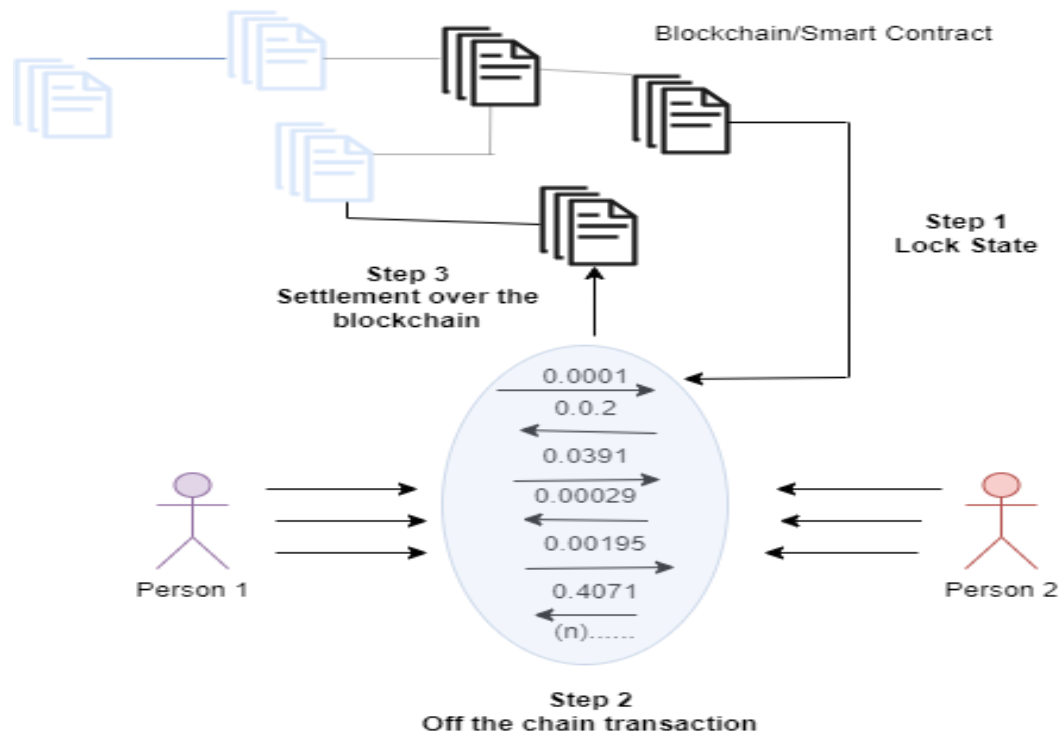 Blockchain/Smart Contract
Step 1
Lock State
Step 3
Settlement over the
blockchain
0.0001
0.0.2
0.0391
0.00029
0.00195
0.4071
(n)......
Person 1
Person 2
Step 2
Off the chain transaction